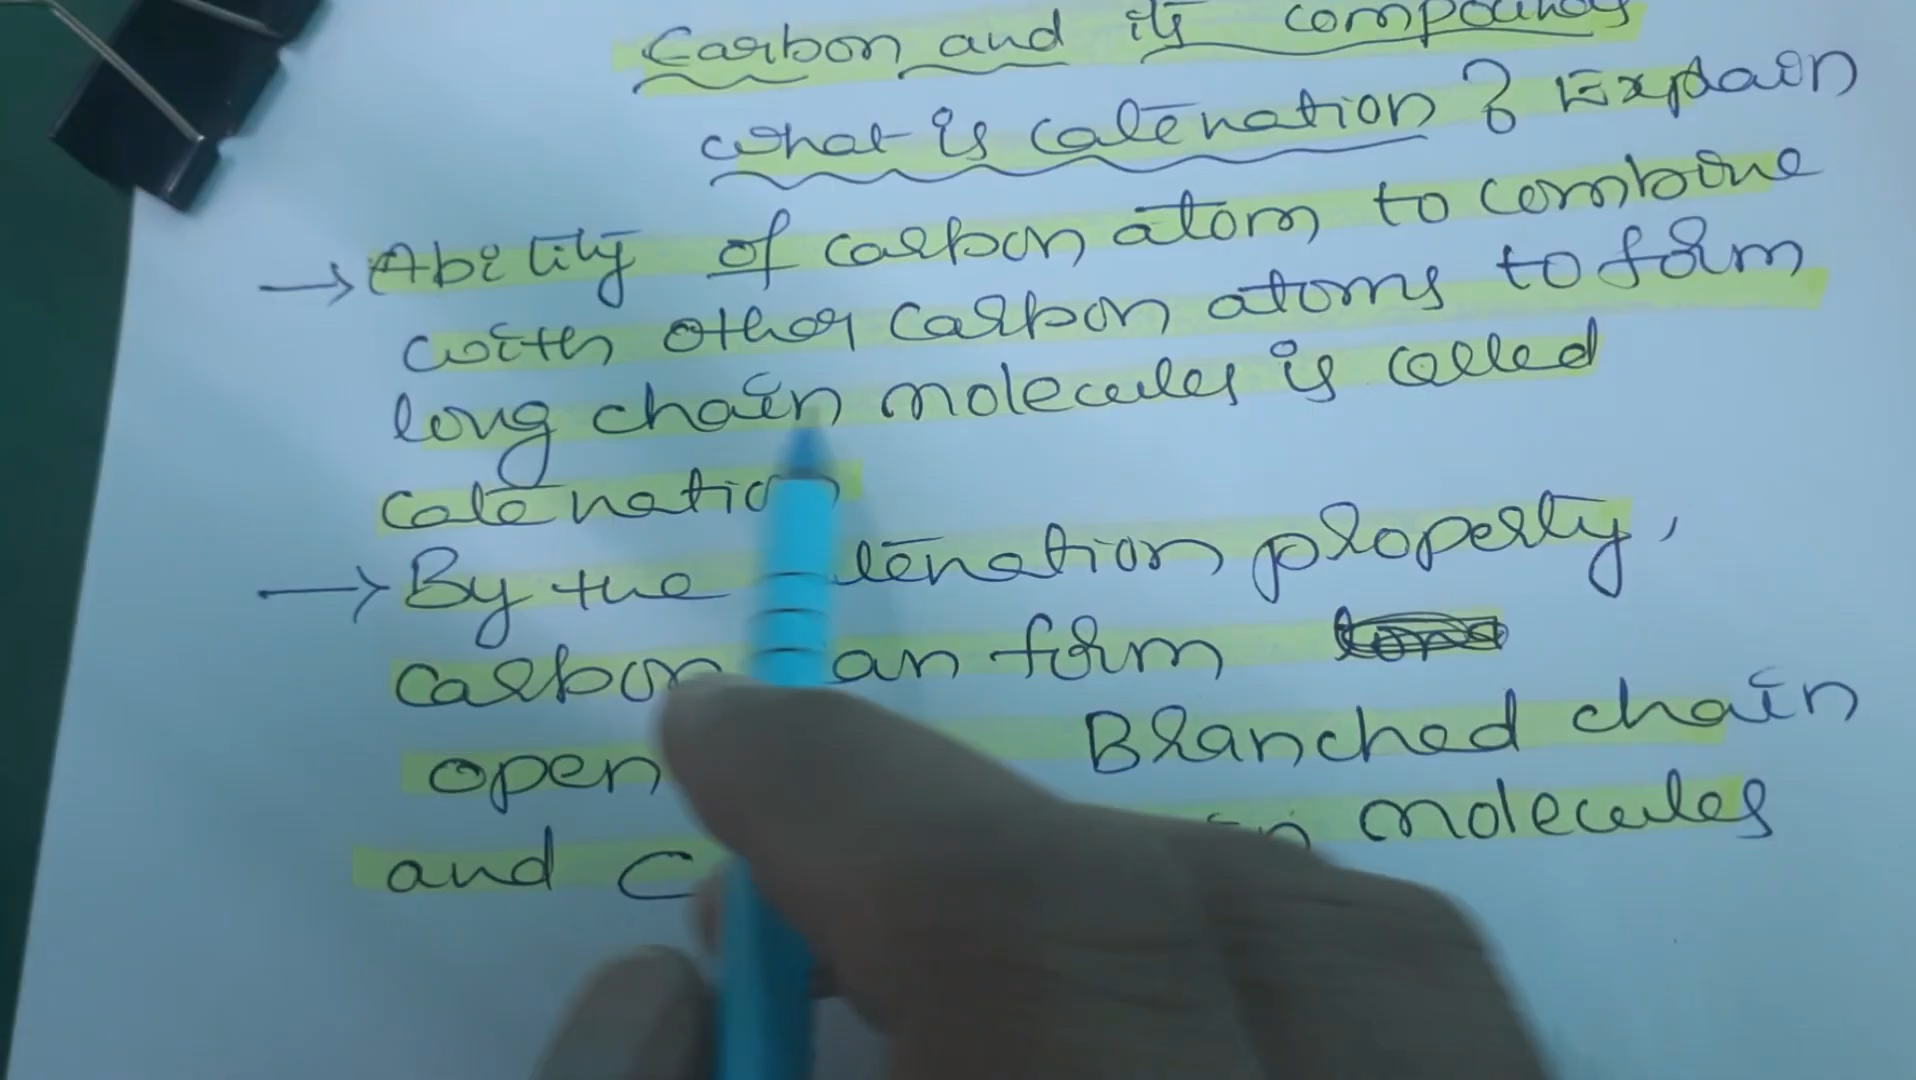 Carbon and its compounds
what is catenation? Explain
→ Ability of carbon atom to combine
with other carbon atoms to form
long chain molecules is called
catenation
→ By the catenation property,
carbon can form
open Branched chain
and molecules